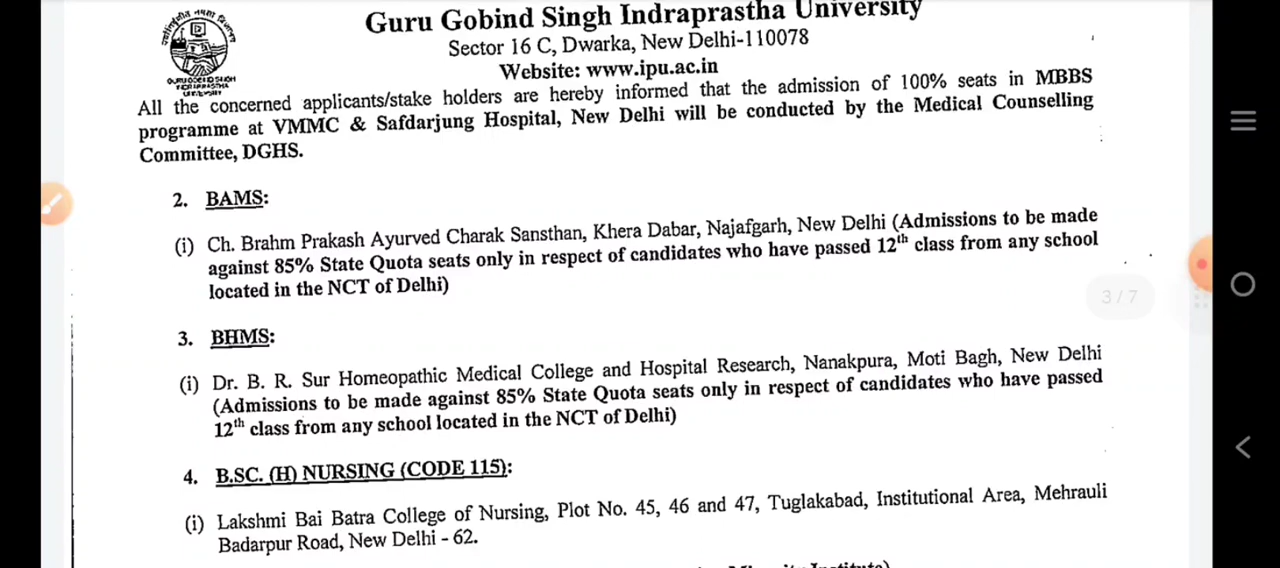 Guru Gobind Singh Indraprastha University
Sector 16 C, Dwarka, New Delhi-110078
Website: www.ipu.ac.in
All the concerned applicants/stake holders are hereby informed that the admission of 100% seats in MBBS
programme at VMMC & Safdarjung Hospital, New Delhi will be conducted by the Medical Counselling
Committee, DGHS.
2. BAMS:
(i) Ch. Brahm Prakash Ayurved Charak Sansthan, Khera Dabar, Najafgarh, New Delhi (Admissions to be made
against 85% State Quota seats only in respect of candidates who have passed 12th class from any school
located in the NCT of Delhi)
3 / 7
3. BHMS:
(i) Dr. B. R. Sur Homeopathic Medical College and Hospital Research, Nanakpura, Moti Bagh, New Delhi
(Admissions to be made against 85% State Quota seats only in respect of candidates who have passed
12th class from any school located in the NCT of Delhi)
4. B.SC. (H) NURSING (CODE 115):
(i) Lakshmi Bai Batra College of Nursing, Plot No. 45, 46 and 47, Tuglakabad, Institutional Area, Mehrauli
Badarpur Road, New Delhi - 62.